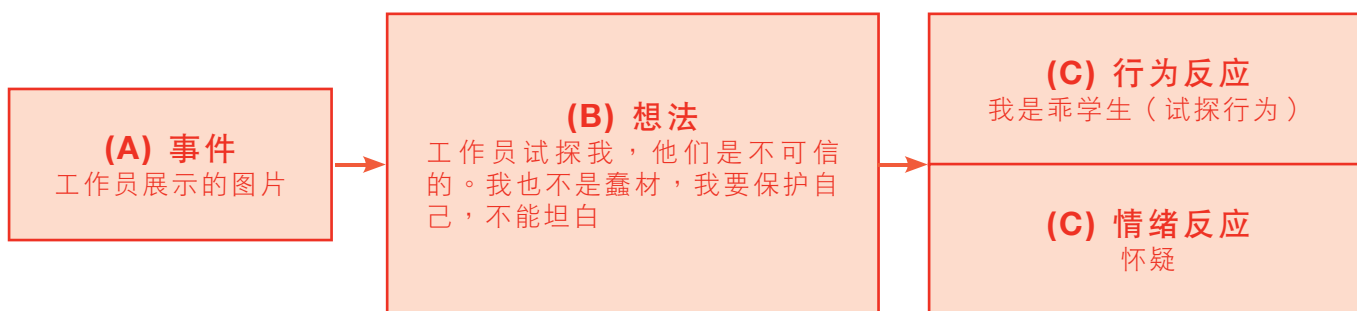 (A) 事件
工作员展示的图片
(B) 想法
工作员试探我，他们是不可信
的。我也不是蠢材，我要保护自
己，不能坦白
(C) 行为反应
我是乖学生（试探行为）
(C) 情绪反应
怀疑